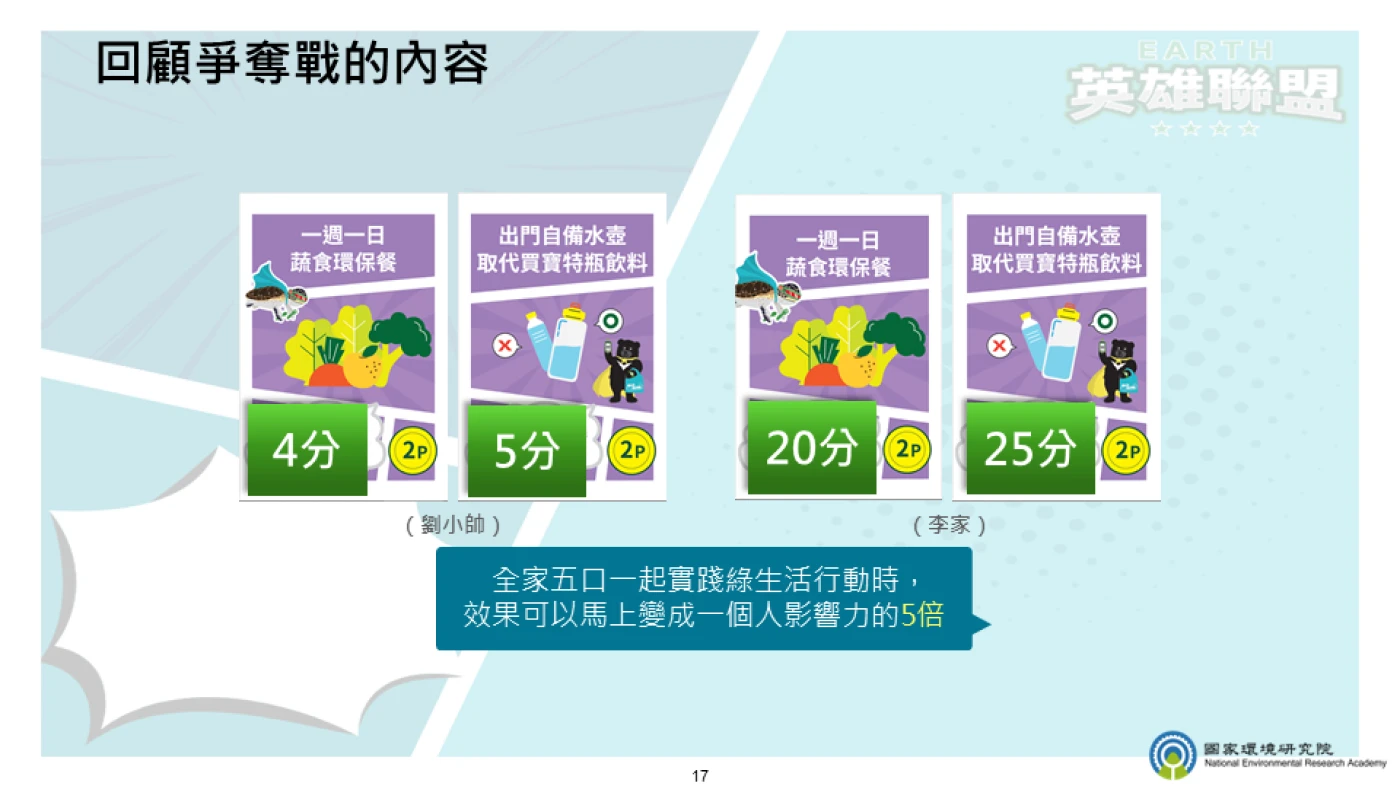 回顧爭奪戰的內容
EARTH
英雄聯盟
一週一日
蔬食環保餐
4分
2P
出門自備水壺
取代買寶特瓶飲料
5分
2P
一週一日
蔬食環保餐
20分
2P
出門自備水壺
取代買寶特瓶飲料
25分
2P
(劉小帥)
(李家)
全家五口一起實踐綠生活行動時，
效果可以馬上變成一個人影響力的5倍
國家環境研究院
National Environmental Research Academy
17